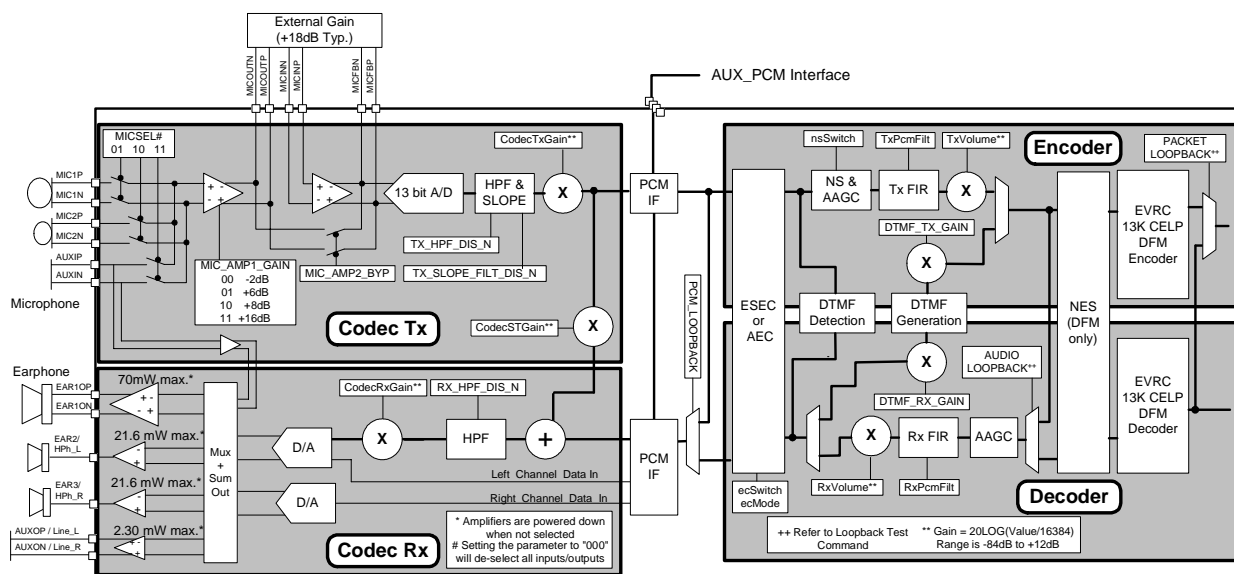 External Gain
(+18dB Typ.)
MICOUTN
MICOUTP
MICINN
MICINP
MICFBN
MICFBP
AUX_PCM Interface
MICSEL#
01 10 11
MIC1P
MIC1N
MIC2P
MIC2N
AUXIP
AUXIN
Microphone
+ -
- +
+ -
- +
13 bit A/D
HPF &
SLOPE
CodecTxGain**
X
TX_HPF_DIS_N
TX_SLOPE_FILT_DIS_N
MIC_AMP2_BYP
MIC_AMP1_GAIN
00 -2dB
01 +6dB
10 +8dB
11 +16dB
Codec Tx
CodecSTGain**
X
PCM
IF
PCM_LOOPBACK
nsSwitch
TxPcmFilt
TxVolume**
Encoder
PACKET
LOOPBACK++
NS &
AAGC
Tx FIR
X
DTMF_TX_GAIN
X
EVRC
13K CELP
DFM
Encoder
ESEC
or
AEC
DTMF
Detection
DTMF
Generation
NES
(DFM
only)
X
DTMF_RX_GAIN
AUDIO
LOOPBACK++
EVRC
13K CELP
DFM
Decoder
X
Rx FIR
AAGC
RxVolume**
RxPcmFilt
ecSwitch
ecMode
Decoder
++ Refer to Loopback Test
Command
** Gain = 20LOG(Value/16384)
Range is -84dB to +12dB
Earphone
EAR1OP
EAR1ON
70mW max.*
+ -
- +
EAR2/
HPh_L
21.6 mW max.*
-
+
EAR3/
HPh_R
21.6 mW max.*
-
+
AUXOP / Line_L
AUXON / Line_R
2.30 mW max.*
+ -
- +
Mux
+
Sum
Out
D/A
D/A
CodecRxGain**
RX_HPF_DIS_N
X
HPF
+
Left Channel Data In
Right Channel Data In
PCM
IF
Codec Rx
* Amplifiers are powered down
when not selected
# Setting the parameter to "000"
will de-select all inputs/outputs